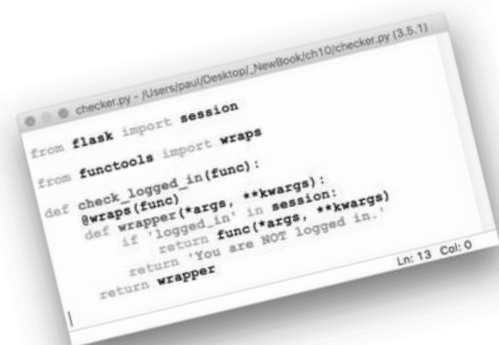 checker.py - /Users/paul/Desktop/_NewBook/ch10/checker.py (3.5.1)
from flask import session
from functools import wraps
def check_logged_in(func):
@wraps(func)
def wrapper(*args, **kwargs):
if 'logged_in' in session:
return func(*args, **kwargs)
return 'You are NOT logged in.'
return wrapper
Ln: 13 Col: 0